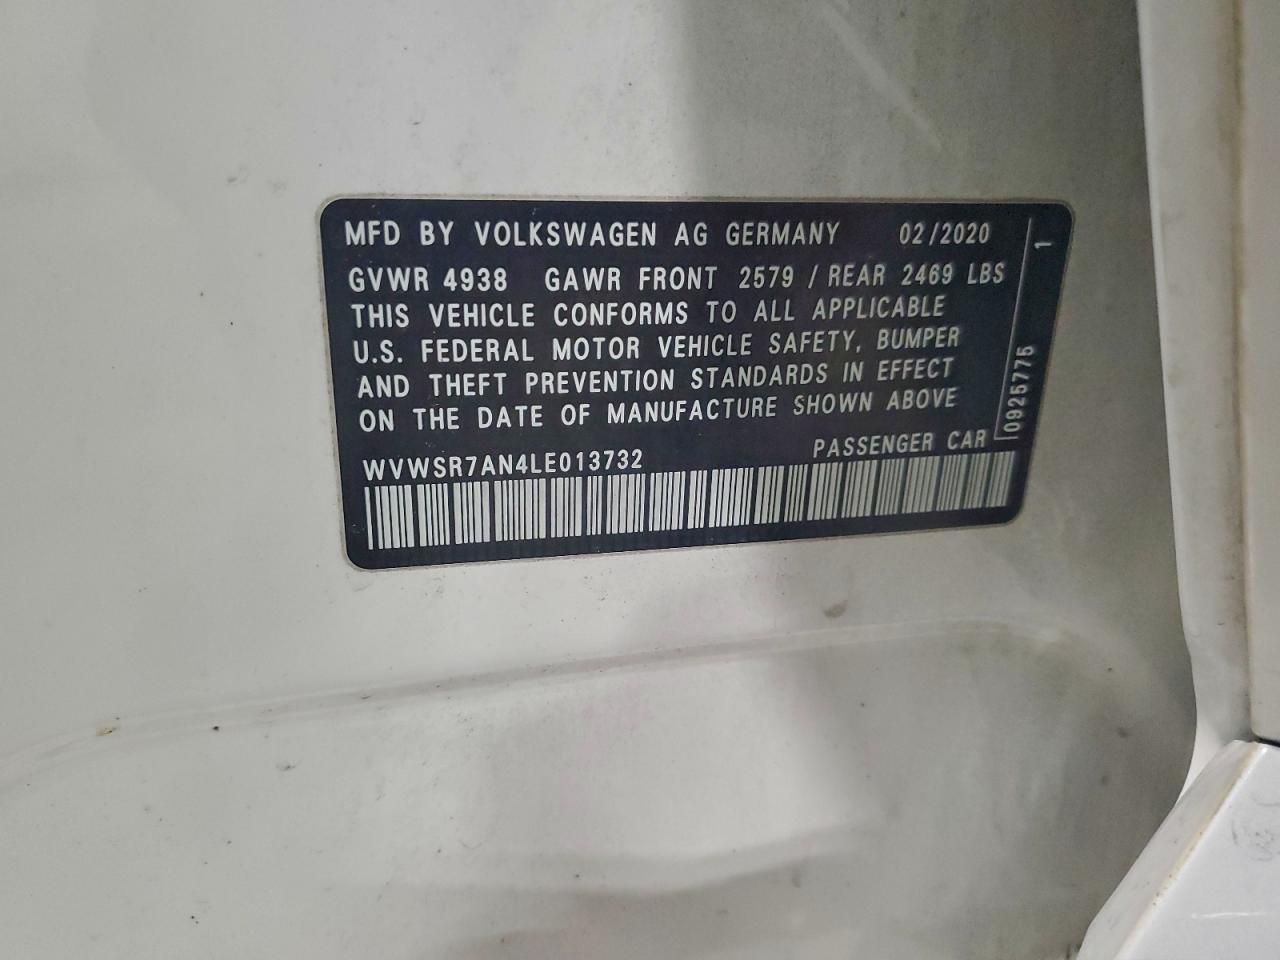 MFD BY VOLKSWAGEN AG GERMANY 02/2020
GVWR 4938 GAWR FRONT 2579 / REAR 2469 LBS
THIS VEHICLE CONFORMS TO ALL APPLICABLE
U.S. FEDERAL MOTOR VEHICLE SAFETY, BUMPER
AND THEFT PREVENTION STANDARDS IN EFFECT
ON THE DATE OF MANUFACTURE SHOWN ABOVE
PASSENGER CAR
WVWSR7AN4LE013732
0925775 1